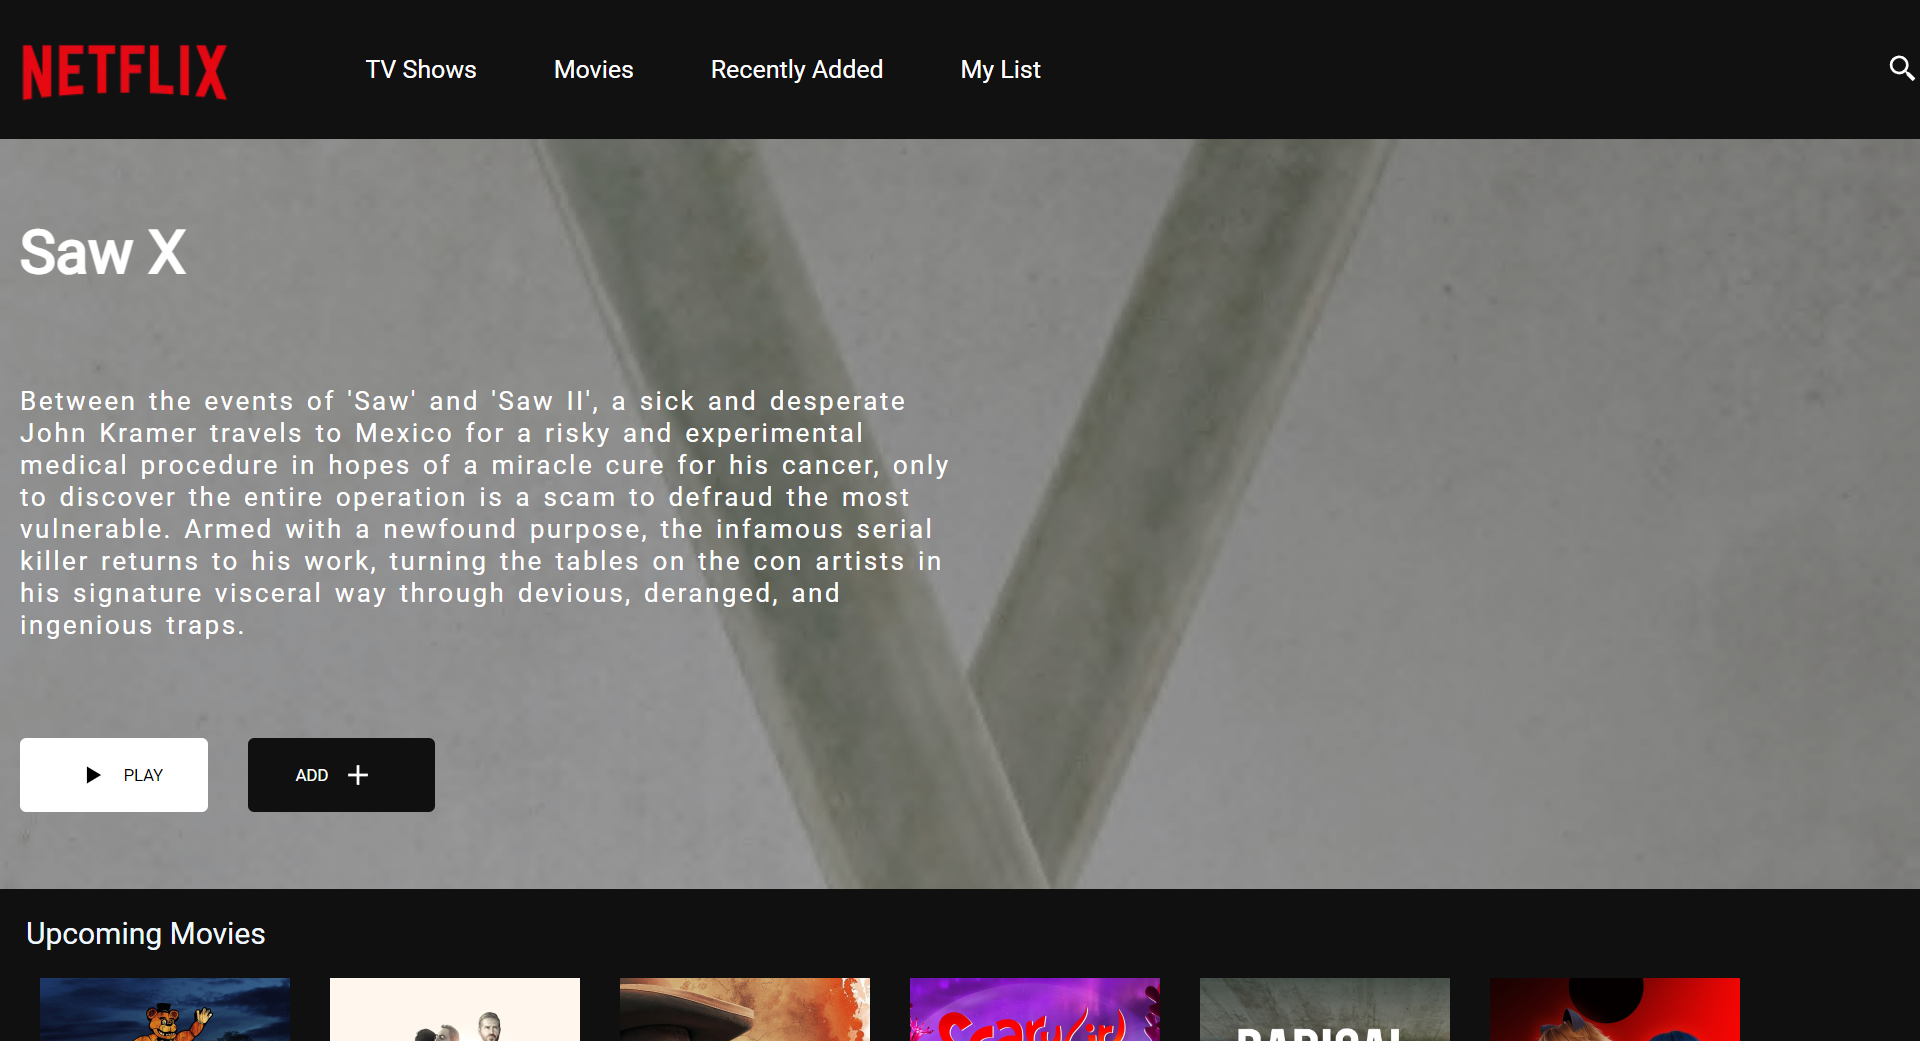 NETFLIX
TV Shows
Movies
Recently Added
My List
Saw X
Between the events of 'Saw' and 'Saw II', a sick and desperate
John Kramer travels to Mexico for a risky and experimental
medical procedure in hopes of a miracle cure for his cancer, only
to discover the entire operation is a scam to defraud the most
vulnerable. Armed with a newfound purpose, the infamous serial
killer returns to his work, turning the tables on the con artists in
his signature visceral way through devious, deranged, and
ingenious traps.
PLAY
ADD
Upcoming Movies
Scary Girl
RADICAL